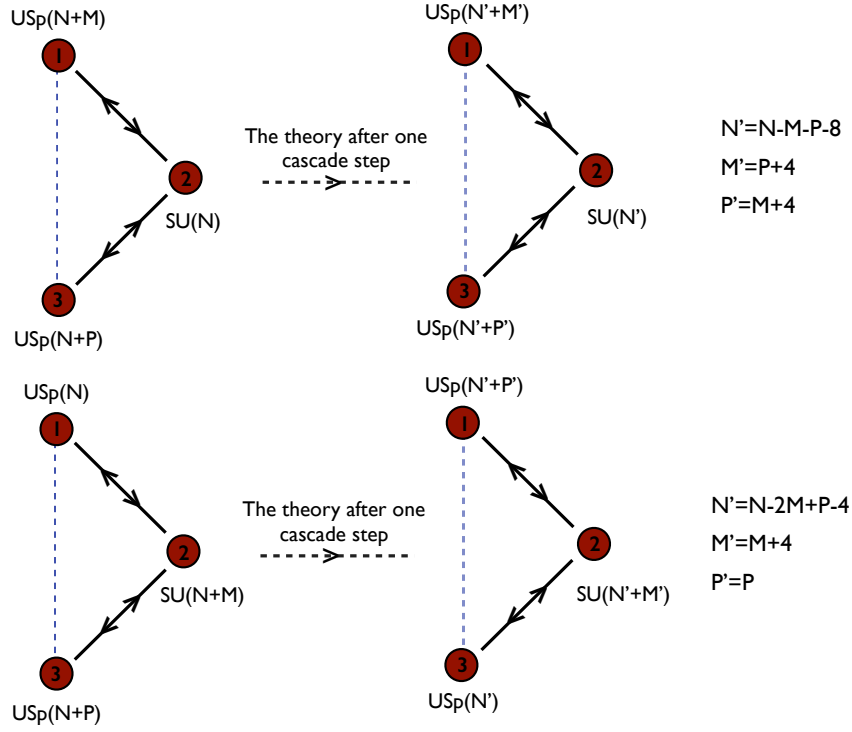 USp(N+M)
1
2
SU(N)
3
USp(N+P)
The theory after one
cascade step
USp(N'+M')
1
2
SU(N')
3
USp(N'+P')
N'=N-M-P-8
M'=P+4
P'=M+4
USp(N)
1
2
SU(N+M)
3
USp(N+P)
The theory after one
cascade step
USp(N'+P')
1
2
SU(N'+M')
3
USp(N')
N'=N-2M+P-4
M'=M+4
P'=P